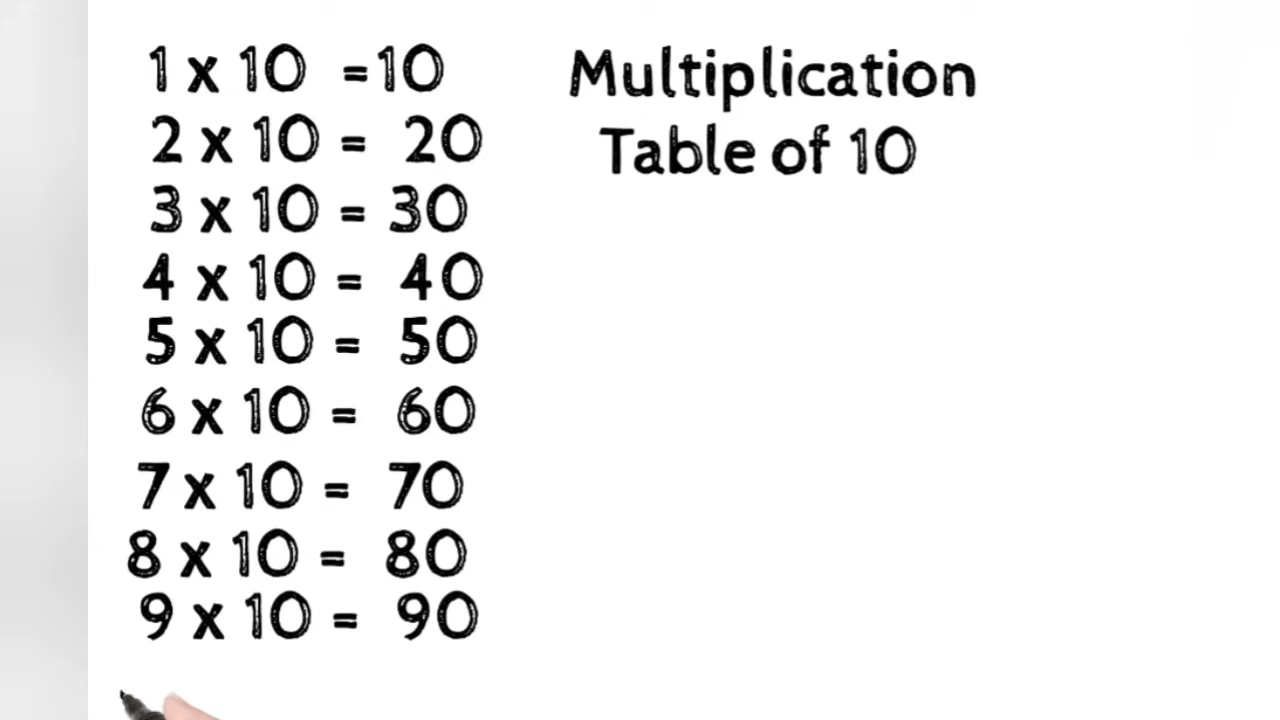 1 x 10 =10
2 x 10 = 20
3 x 10 = 30
4 x 10 = 40
5 x 10 = 50
6 x 10 = 60
7 x 10 = 70
8 x 10 = 80
9 x 10 = 90
Multiplication
Table of 10